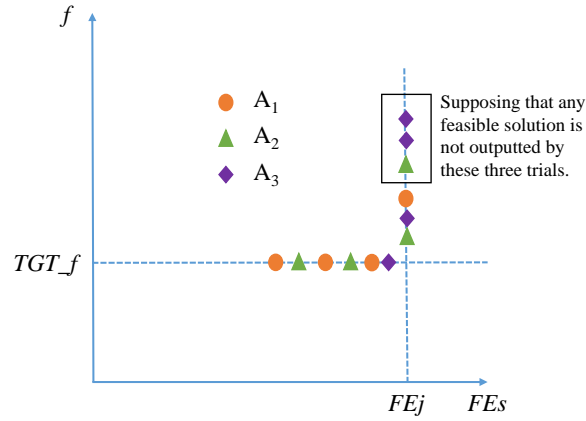 f
A₁
A₂
A₃
Supposing that any
feasible solution is
not outputted by
these three trials.
TGT_f
FEj
FEs